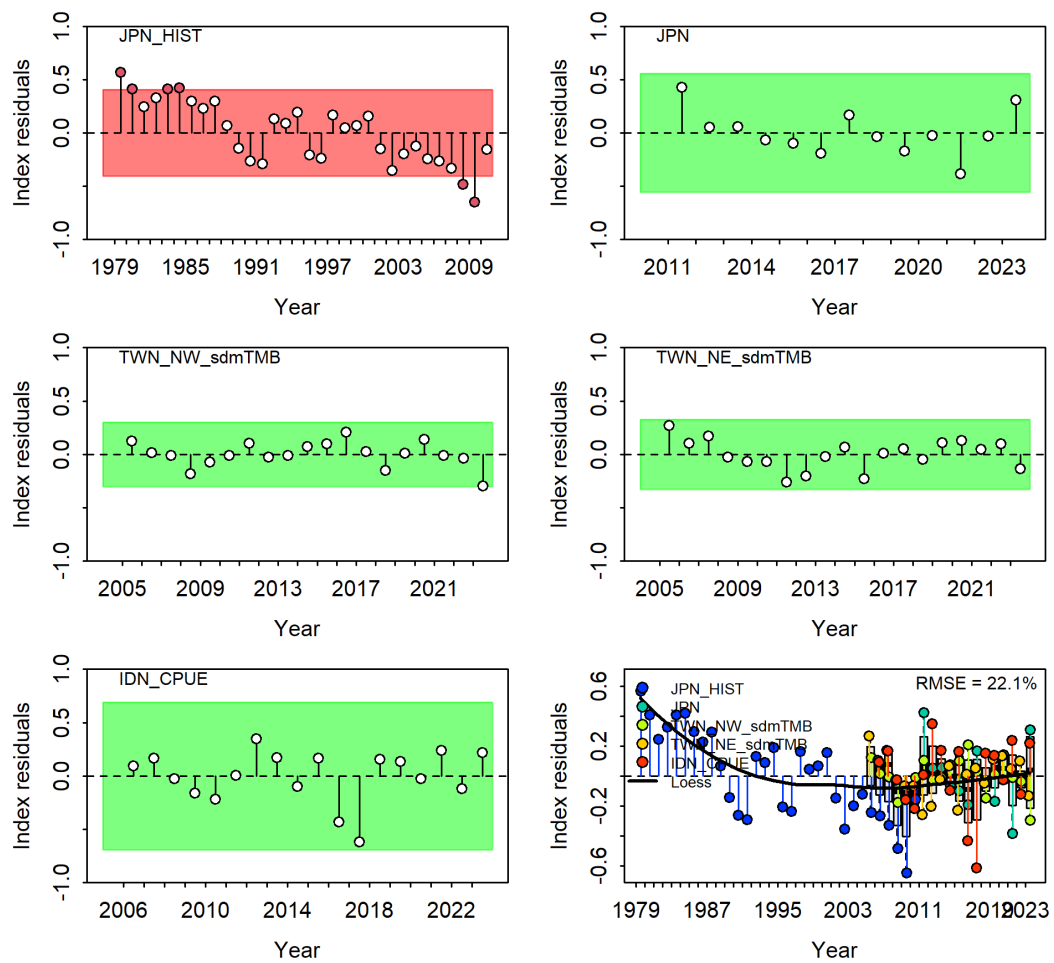 JPN_HIST
Index residuals
1.0
0.5
0.0
-1.0
1979 1985 1991 1997 2003 2009
Year
JPN
Index residuals
1.0
0.5
0.0
-1.0
2011 2014 2017 2020 2023
Year
TWN_NW_sdmTMB
Index residuals
1.0
0.5
0.0
-1.0
2005 2009 2013 2017 2021
Year
TWN_NE_sdmTMB
Index residuals
1.0
0.5
0.0
-1.0
2005 2009 2013 2017 2021
Year
IDN_CPUE
Index residuals
1.0
0.5
0.0
-1.0
2006 2010 2014 2018 2022
Year
RMSE = 22.1%
JPN_HIST
JPN
TWN_NW_sdmTMB
TWN_NE_sdmTMB
IDN_CPUE
Loess
Index residuals
0.6
0.2
-0.2
-0.6
1979 1987 1995 2003 2011 2019 2023
Year